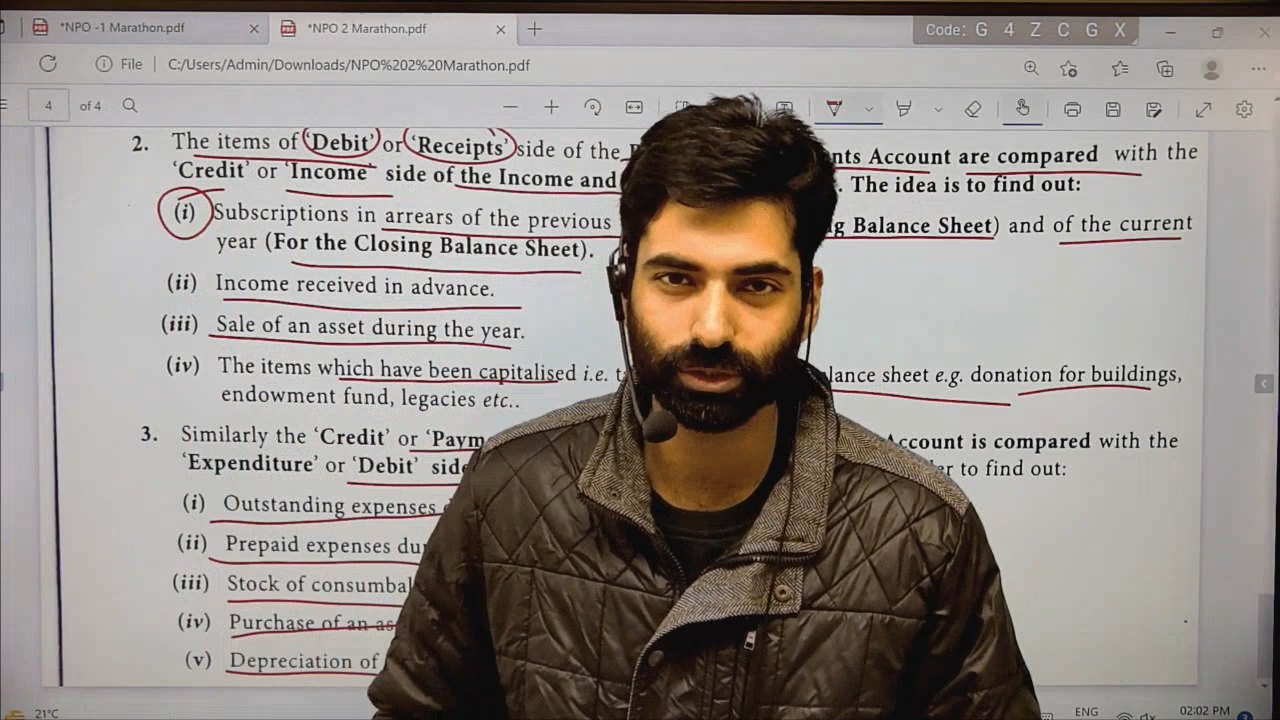 *NPO -1 Marathon.pdf
*NPO 2 Marathon.pdf
Code: G 4 Z C G X
File
C:/Users/Admin/Downloads/NPO%202%20Marathon.pdf
4 of 4
2. The items of 'Debit' or 'Receipts' side of the nts Account are compared with the
'Credit' or 'Income' side of the Income and . The idea is to find out:
(i) Subscriptions in arrears of the previous g Balance Sheet) and of the current
year (For the Closing Balance Sheet).
(ii) Income received in advance.
(iii) Sale of an asset during the year.
(iv) The items which have been capitalised i.e. lance sheet e.g. donation for buildings,
endowment fund, legacies etc..
3. Similarly the 'Credit' or 'Paym Account is compared with the
'Expenditure' or 'Debit' side er to find out:
(i) Outstanding expenses
(ii) Prepaid expenses du
(iii) Stock of consumbal
(iv) Purchase of an as
(v) Depreciation of
21°C
ENG
02:02 PM